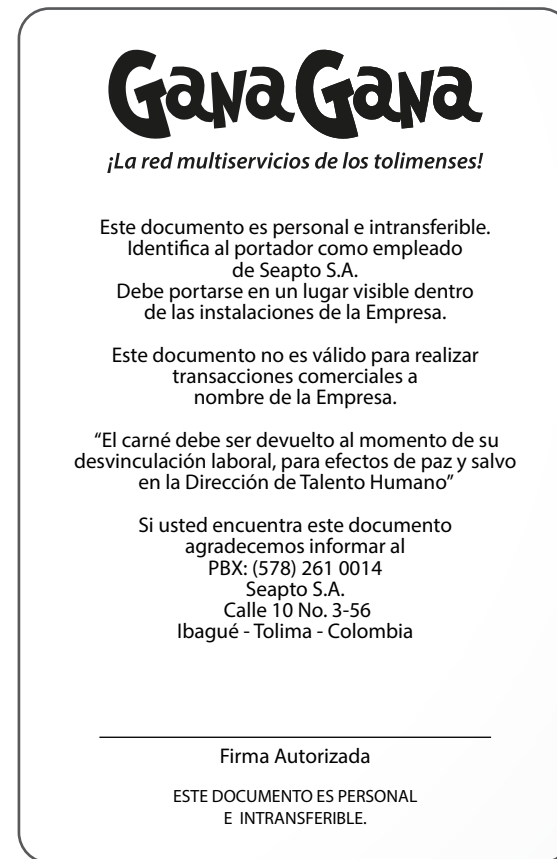 GaNa GaNa
¡La red multiservicios de los tolimenses!
Este documento es personal e intransferible.
Identifica al portador como empleado
de Seapto S.A.
Debe portarse en un lugar visible dentro
de las instalaciones de la Empresa.
Este documento no es válido para realizar
transacciones comerciales a
nombre de la Empresa.
“El carné debe ser devuelto al momento de su
desvinculación laboral, para efectos de paz y salvo
en la Dirección de Talento Humano”
Si usted encuentra este documento
agradecemos informar al
PBX: (578) 261 0014
Seapto S.A.
Calle 10 No. 3-56
Ibagué - Tolima - Colombia
Firma Autorizada
ESTE DOCUMENTO ES PERSONAL
E INTRANSFERIBLE.